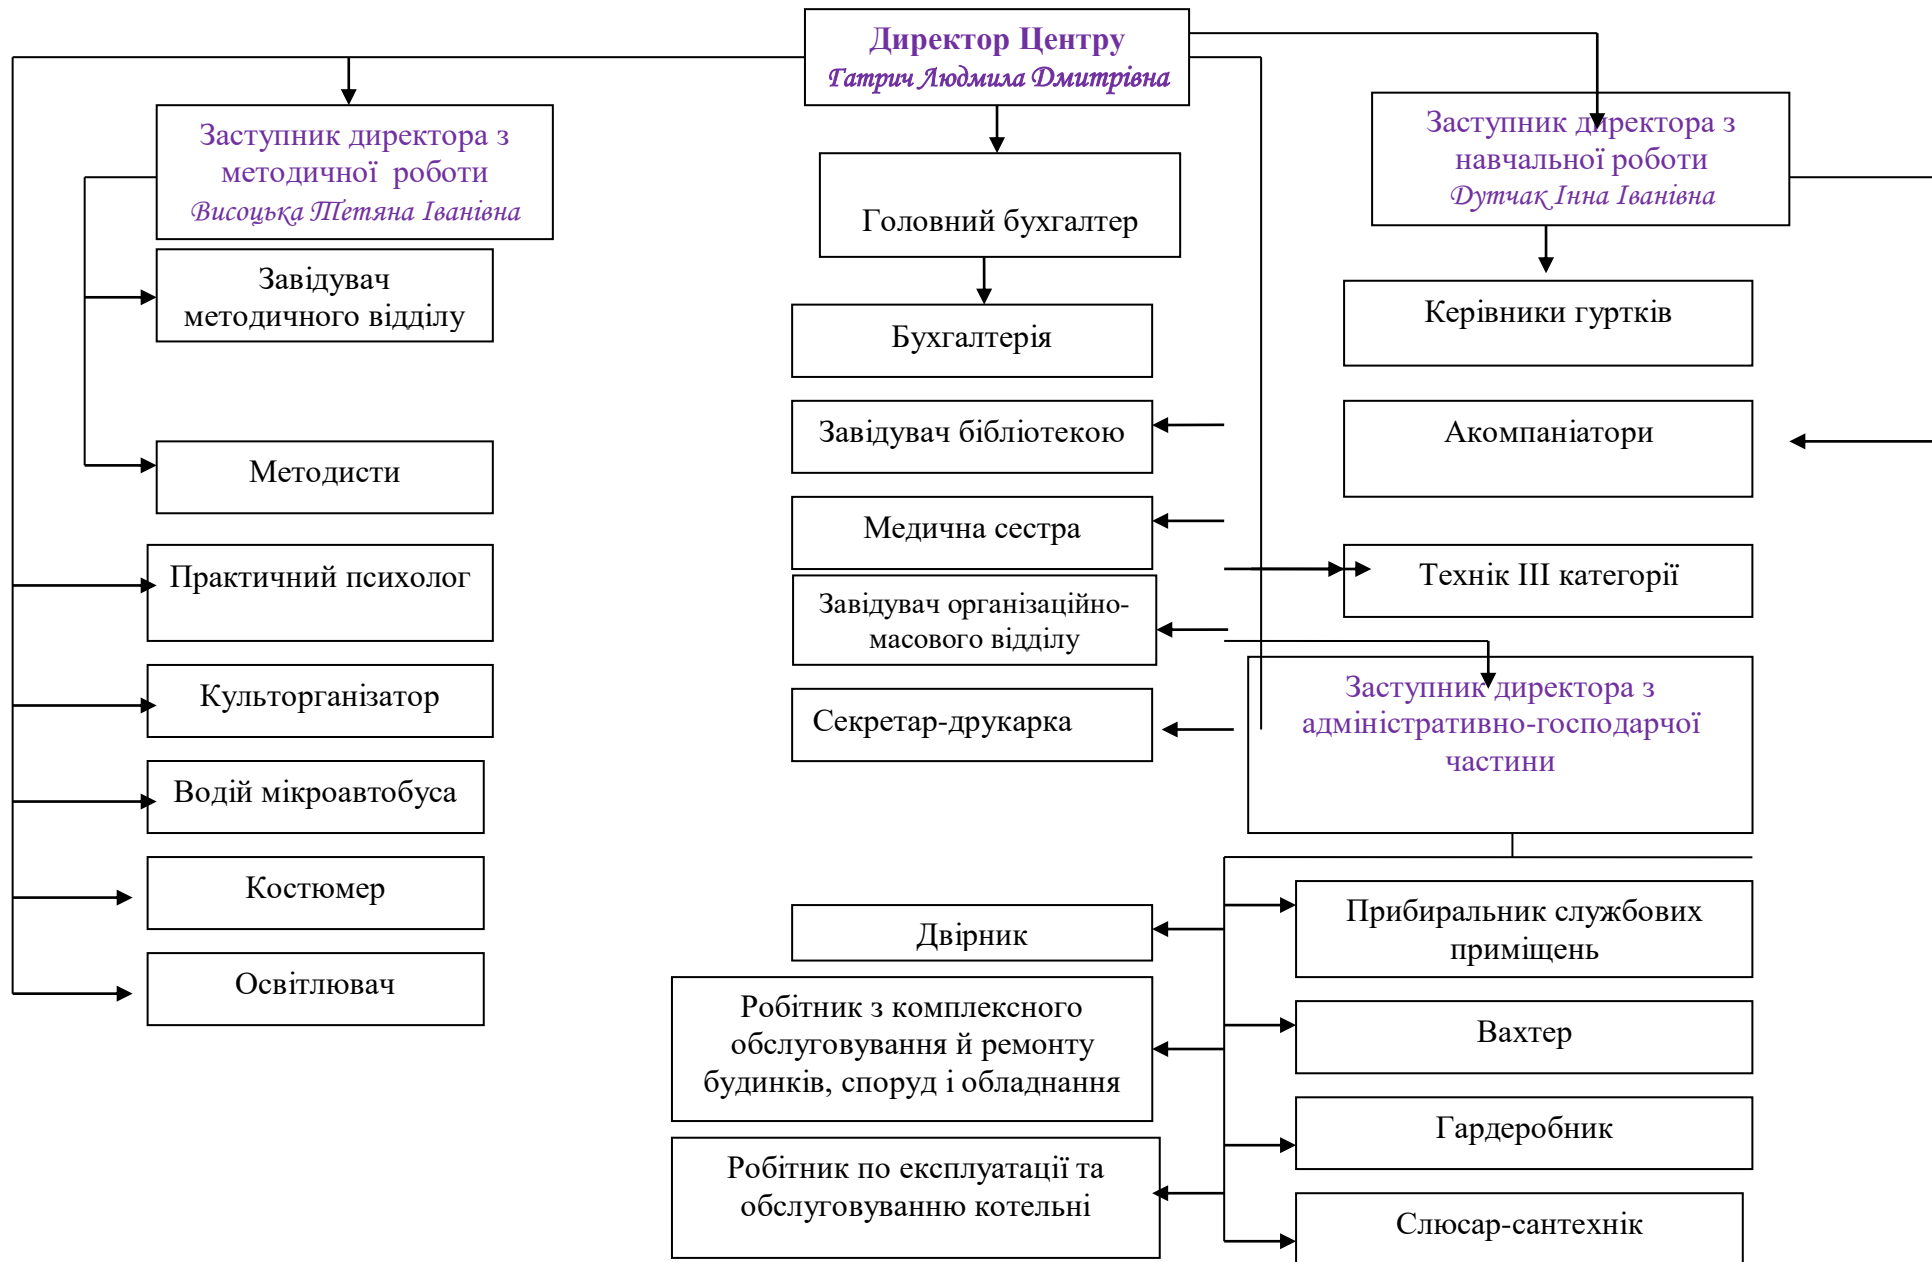 Директор Центру
Гатрич Людмила Дмитрівна
Заступник директора з
методичної роботи
Висоцька Тетяна Іванівна
Завідувач
методичного відділу
Методисти
Практичний психолог
Культорганізатор
Водій мікроавтобуса
Костюмер
Освітлювач
Головний бухгалтер
Бухгалтерія
Завідувач бібліотекою
Медична сестра
Завідувач організаційно-
масового відділу
Секретар-друкарка
Заступник директора з
навчальної роботи
Дутчак Інна Іванівна
Керівники гуртків
Акомпаніатори
Технік III категорії
Заступник директора з
адміністративно-господарчої
частини
Двірник
Робітник з комплексного
обслуговування й ремонту
будинків, споруд і обладнання
Робітник по експлуатації та
обслуговуванню котельні
Прибиральник службових
приміщень
Вахтер
Гардеробник
Слюсар-сантехнік